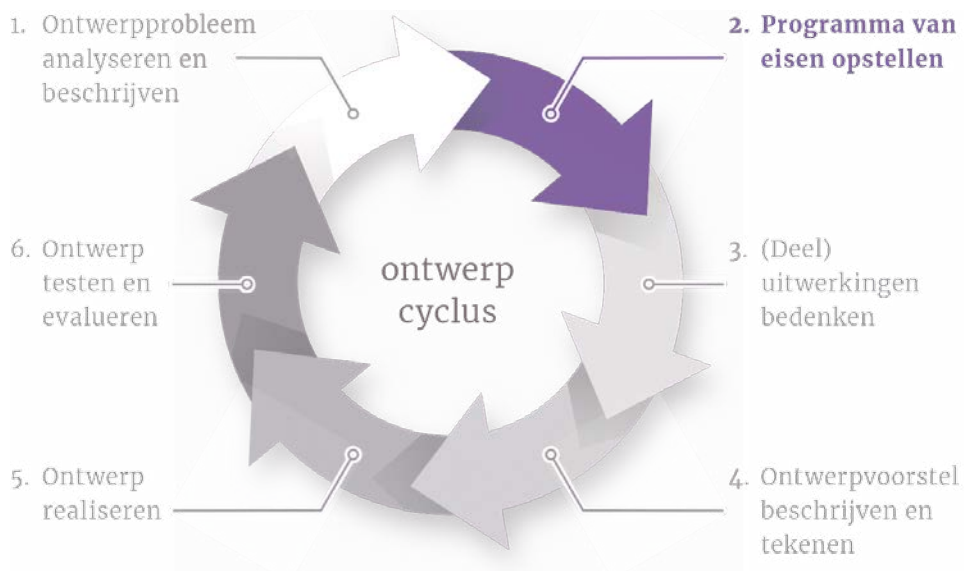 1. Ontwerpprobleem
analyseren en
beschrijven
2. Programma van
eisen opstellen
3. (Deel)
uitwerkingen
bedenken
4. Ontwerpvoorstel
beschrijven en
tekenen
5. Ontwerp
realiseren
6. Ontwerp
testen en
evalueren
ontwerp
cyclus